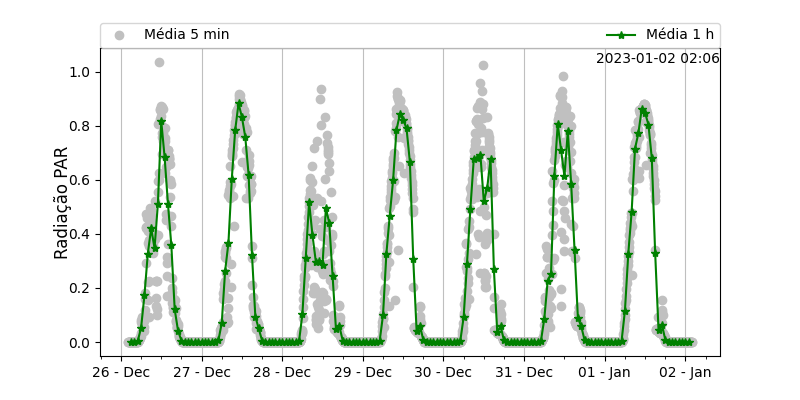 Média 5 min
Média 1 h
2023-01-02 02:06
Radiação PAR
1.0
0.8
0.6
0.4
0.2
0.0
26 - Dec 27 - Dec 28 - Dec 29 - Dec 30 - Dec 31 - Dec 01 - Jan 02 - Jan